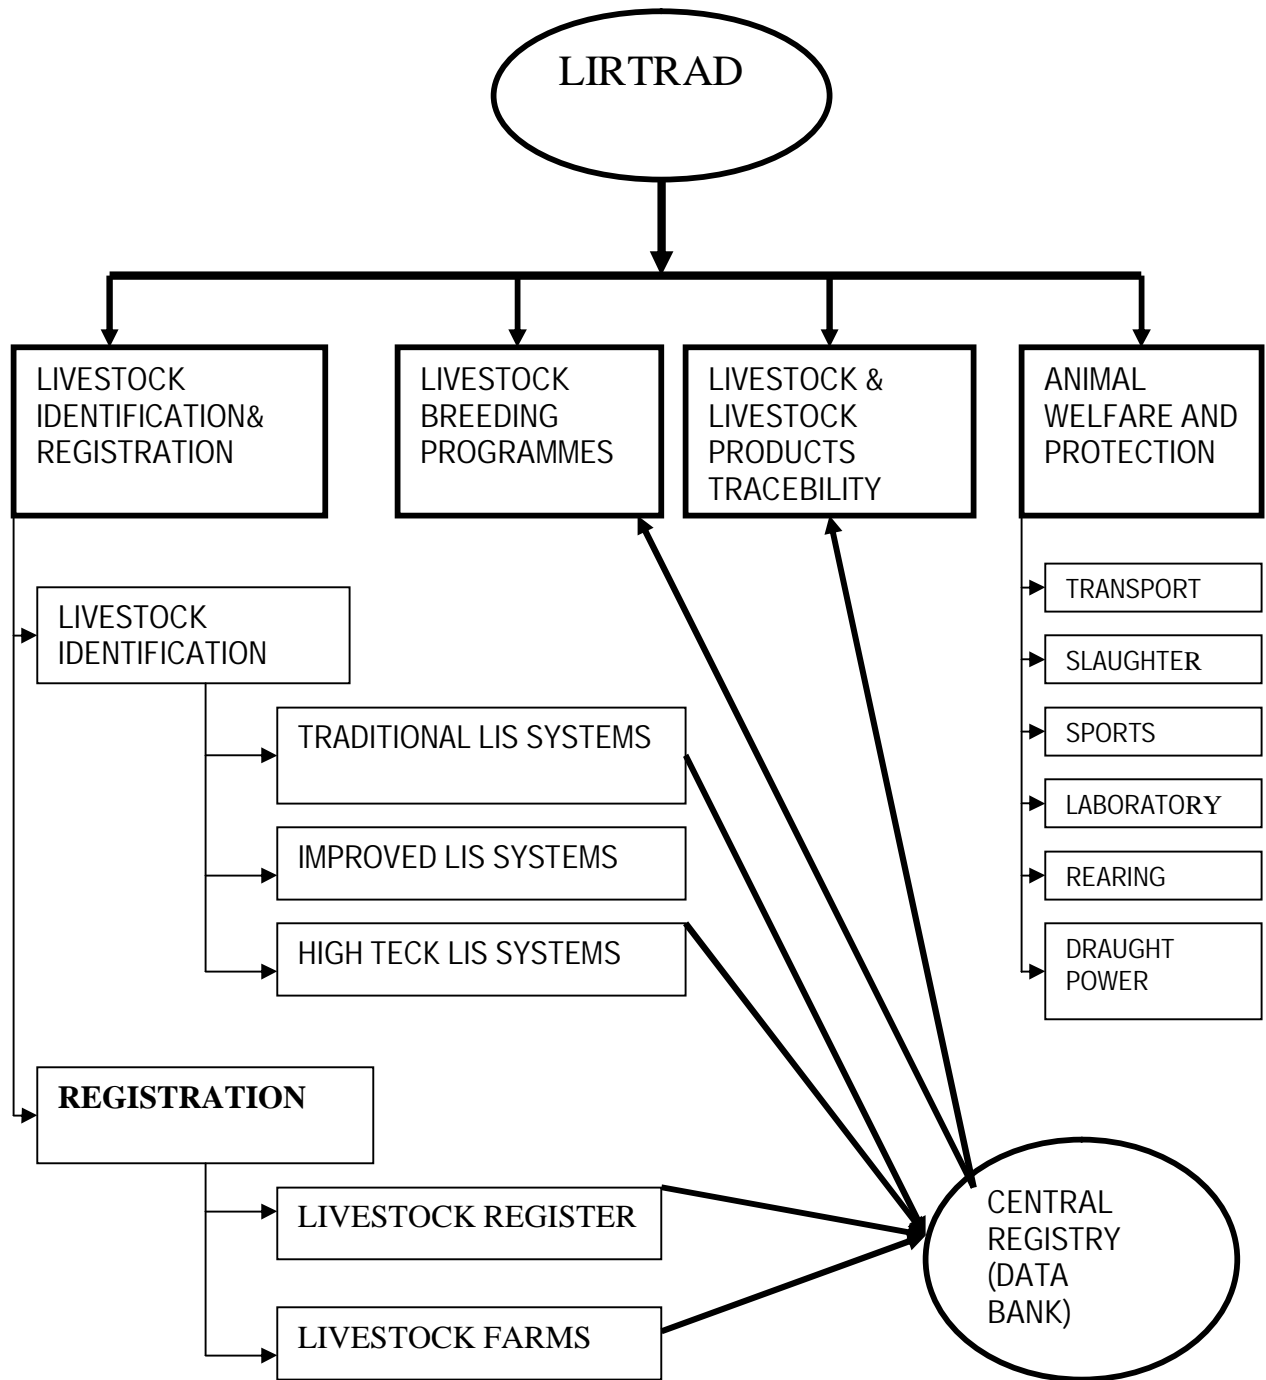 LIRTRAD
LIVESTOCK
IDENTIFICATION&
REGISTRATION
LIVESTOCK
BREEDING
PROGRAMMES
LIVESTOCK &
LIVESTOCK
PRODUCTS
TRACEBILITY
ANIMAL
WELFARE AND
PROTECTION
LIVESTOCK
IDENTIFICATION
TRADITIONAL LIS SYSTEMS
IMPROVED LIS SYSTEMS
HIGH TECK LIS SYSTEMS
TRANSPORT
SLAUGHTER
SPORTS
LABORATORY
REARING
DRAUGHT
POWER
REGISTRATION
LIVESTOCK REGISTER
LIVESTOCK FARMS
CENTRAL
REGISTRY
(DATA
BANK)